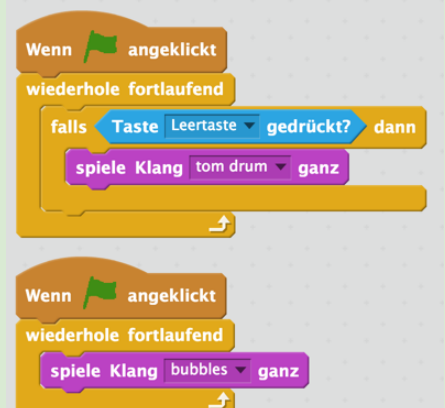 Wenn angeklickt
wiederhole fortlaufend
falls Taste Leertaste gedrückt? dann
spiele Klang tom drum ganz
Wenn angeklickt
wiederhole fortlaufend
spiele Klang bubbles ganz